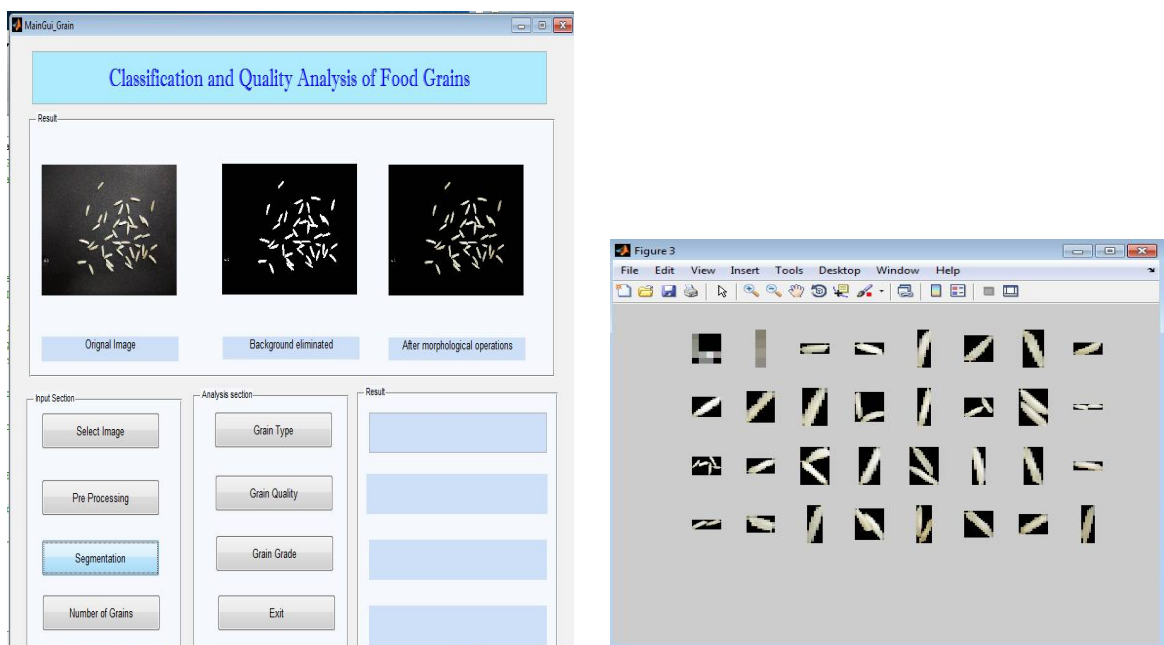 MainGui_Grain
Classification and Quality Analysis of Food Grains
Result
Orignal Image
Background eliminated
After morphological operations
Input Section
Select Image
Pre Processing
Segmentation
Number of Grains
Analysis section
Grain Type
Grain Quality
Grain Grade
Exit
Result
Figure 3
File Edit View Insert Tools Desktop Window Help